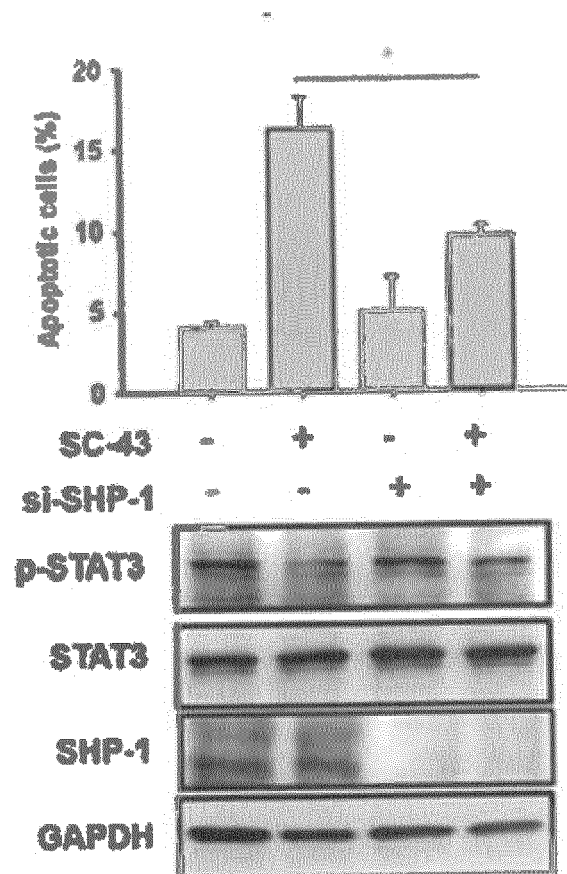 *
20
15
10
5
0
Apoptotic cells (%)
SC-43 - + - +
si-SHP-1 - - + +
p-STAT3
STAT3
SHP-1
GAPDH